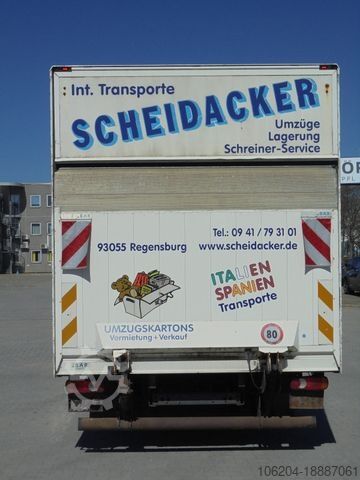 Int. Transporte
SCHEIDACKER
Umzüge
Lagerung
Schreiner-Service
Tel.: 09 41 / 79 31 01
93055 Regensburg
www.scheidacker.de
ITALIEN
SPANIEN
Transporte
UMZUGSKARTONS
Vermietung + Verkauf
80
106204-18887061